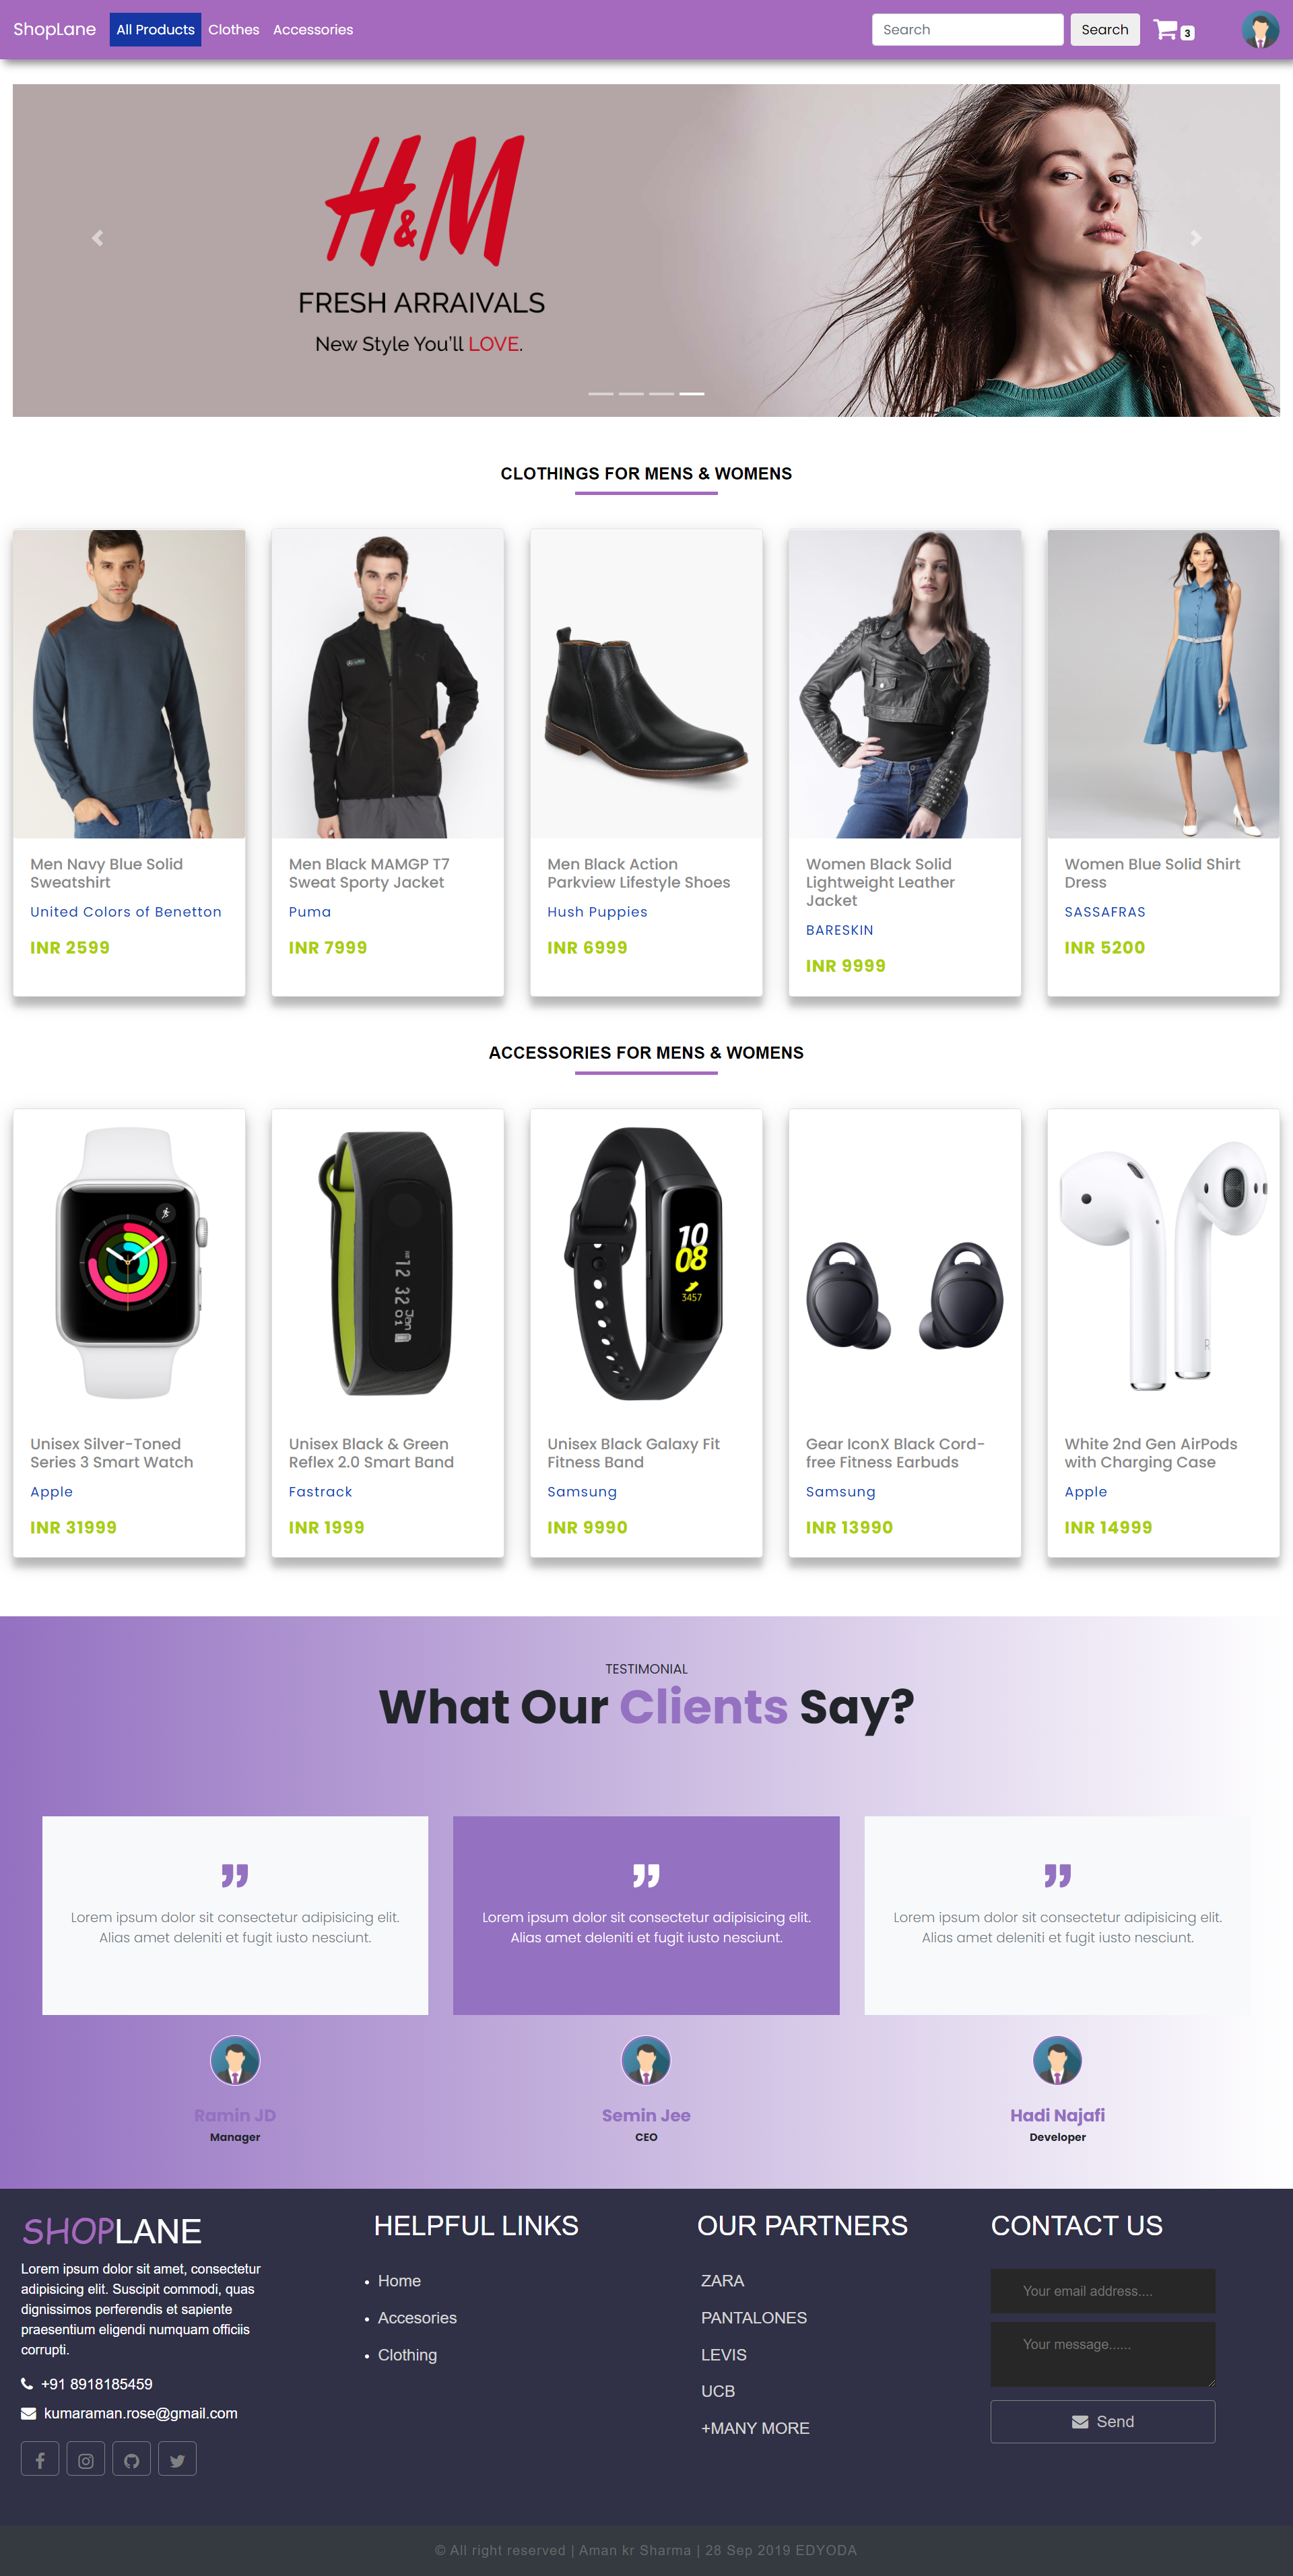 ShopLane All Products Clothes Accessories Search Search 3
H&M
FRESH ARRAIVALS
New Style You'll LOVE.
CLOTHINGS FOR MENS & WOMENS
Men Navy Blue Solid
Sweatshirt
United Colors of Benetton
INR 2599
Men Black MAMGP T7
Sweat Sporty Jacket
Puma
INR 7999
Men Black Action
Parkview Lifestyle Shoes
Hush Puppies
INR 6999
Women Black Solid
Lightweight Leather
Jacket
BARESKIN
INR 9999
Women Blue Solid Shirt
Dress
SASSAFRAS
INR 5200
ACCESSORIES FOR MENS & WOMENS
12 32
Jan
01
10
08
3457
Unisex Silver-Toned
Series 3 Smart Watch
Apple
INR 31999
Unisex Black & Green
Reflex 2.0 Smart Band
Fastrack
INR 1999
Unisex Black Galaxy Fit
Fitness Band
Samsung
INR 9990
Gear IconX Black Cord-
free Fitness Earbuds
Samsung
INR 13990
White 2nd Gen AirPods
with Charging Case
Apple
INR 14999
TESTIMONIAL
What Our Clients Say?
Lorem ipsum dolor sit consectetur adipisicing elit.
Alias amet deleniti et fugit iusto nesciunt.
Ramin JD
Manager
Lorem ipsum dolor sit consectetur adipisicing elit.
Alias amet deleniti et fugit iusto nesciunt.
Semin Jee
CEO
Lorem ipsum dolor sit consectetur adipisicing elit.
Alias amet deleniti et fugit iusto nesciunt.
Hadi Najafi
Developer
SHOPLANE
Lorem ipsum dolor sit amet, consectetur
adipisicing elit. Suscipit commodi, quas
dignissimos perferendis et sapiente
praesentium eligendi numquam officiis
corrupti.
+91 8918185459
kumaraman.rose@gmail.com
HELPFUL LINKS
Home
Accesories
Clothing
OUR PARTNERS
ZARA
PANTALONES
LEVIS
UCB
+MANY MORE
CONTACT US
Your email address....
Your message......
Send
© All right reserved | Aman kr Sharma | 28 Sep 2019 EDYODA